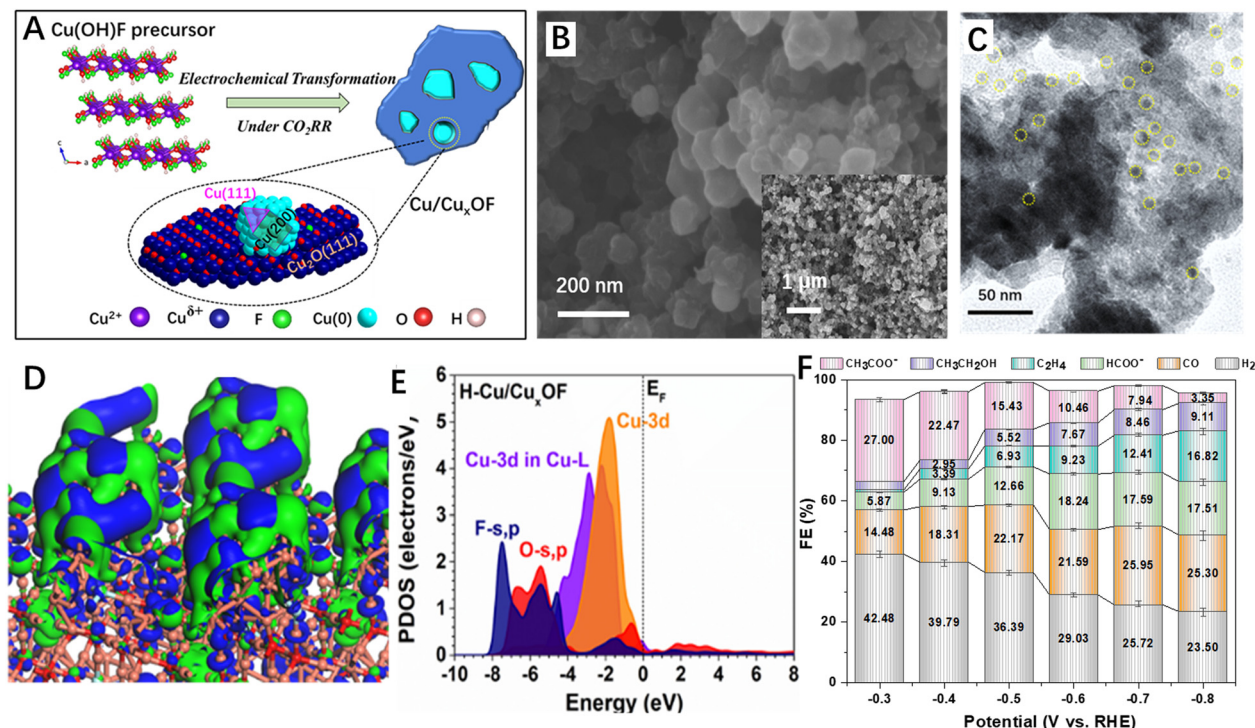 A
Cu(OH)F precursor
Electrochemical Transformation
Under CO₂RR
c
a
Cu(111)
Cu(200)
Cu₂O(111)
Cu/CuₓOF
Cu²⁺ Cu^δ+ F Cu(0) O H
B
200 nm
1 μm
C
50 nm
D
E
H-Cu/CuₓOF
E_F
Cu-3d
Cu-3d in Cu-L
F-s,p
O-s,p
PDOS (electrons/eV,
6
5
4
3
2
1
0
-10 -8 -6 -4 -2 0 2 4 6 8
Energy (eV)
F
CH₃COO⁻ CH₃CH₂OH C₂H₄ HCOO⁻ CO H₂
FE (%)
100
80
60
40
20
0
27.00 22.47 15.43 10.46 7.94 3.35
2.95 5.52 7.67 8.46 9.11
3.39 6.93 9.23 12.41 16.82
5.87 9.13 12.66 18.24 17.59 17.51
14.48 18.31 22.17 21.59 25.95 25.30
42.48 39.79 36.39 29.03 25.72 23.50
-0.3 -0.4 -0.5 -0.6 -0.7 -0.8
Potential (V vs. RHE)